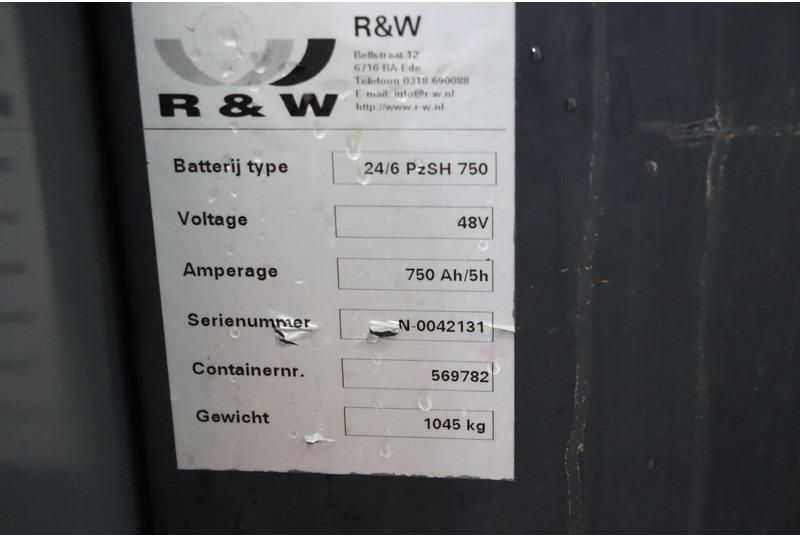 R&W
Bellstraat 12
6716 BA Ede
Telefoon 0318-690088
E-mail: info@r-w.nl
http://www.r-w.nl
R & W
Batterij type 24/6 PzSH 750
Voltage 48V
Amperage 750 Ah/5h
Serienummer N-0042131
Containernr. 569782
Gewicht 1045 kg